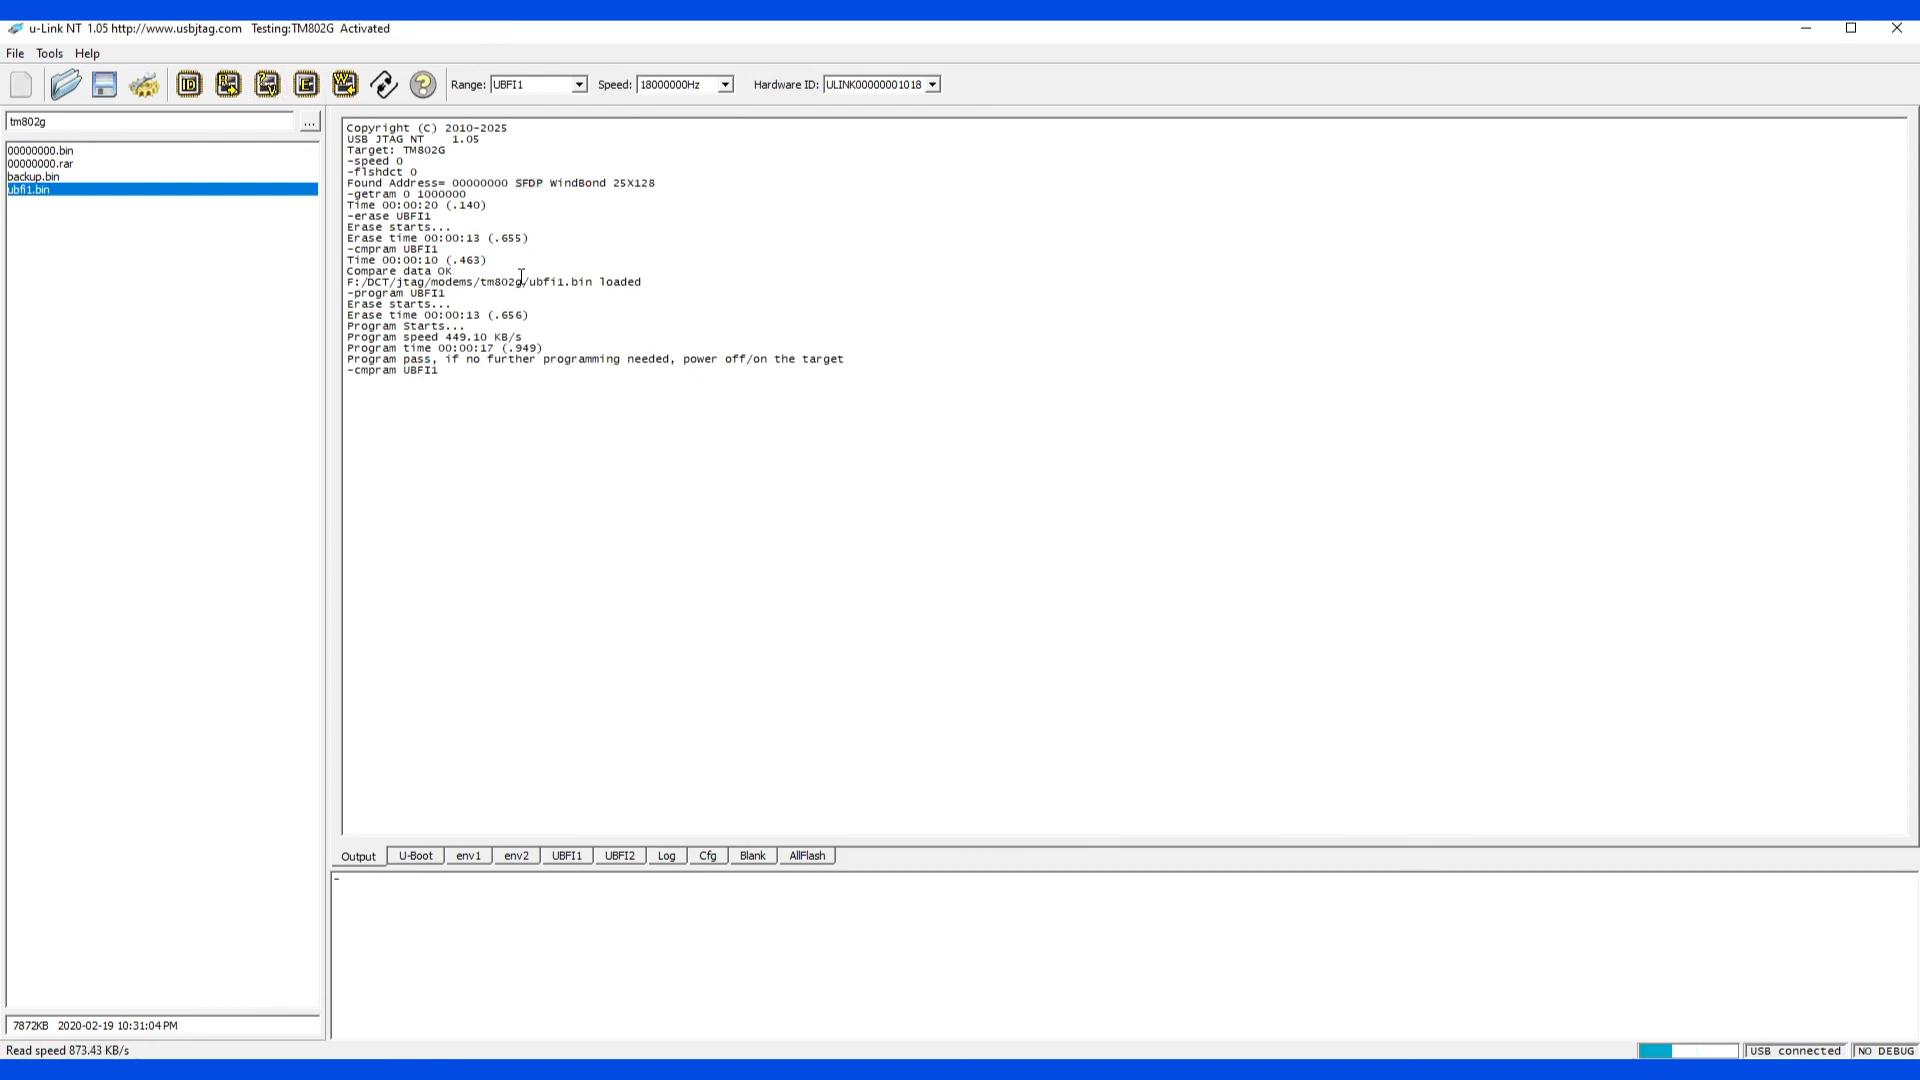 u-Link NT 1.05 http://www.usbjtag.com Testing:TM802G Activated
File Tools Help
ID R ? V E W Range: UBFI1 Speed: 18000000Hz Hardware ID: ULINK00000001018
tm802g ...
00000000.bin
00000000.rar
backup.bin
ubfi1.bin
Copyright (C) 2010-2025
USB JTAG NT 1.05
Target: TM802G
-speed 0
-flshdct 0
Found Address= 00000000 SFDP WindBond 25X128
-getram 0 1000000
Time 00:00:20 (.140)
-erase UBFI1
Erase starts...
Erase time 00:00:13 (.655)
-cmpram UBFI1
Time 00:00:10 (.463)
Compare data OK
F:/DCT/jtag/modems/tm802g/ubfi1.bin loaded
-program UBFI1
Erase starts...
Erase time 00:00:13 (.656)
Program Starts...
Program speed 449.10 KB/s
Program time 00:00:17 (.949)
Program pass, if no further programming needed, power off/on the target
-cmpram UBFI1
Output U-Boot env1 env2 UBFI1 UBFI2 Log Cfg Blank AllFlash
-
7872KB 2020-02-19 10:31:04 PM
Read speed 873.43 KB/s
USB connected NO DEBUG